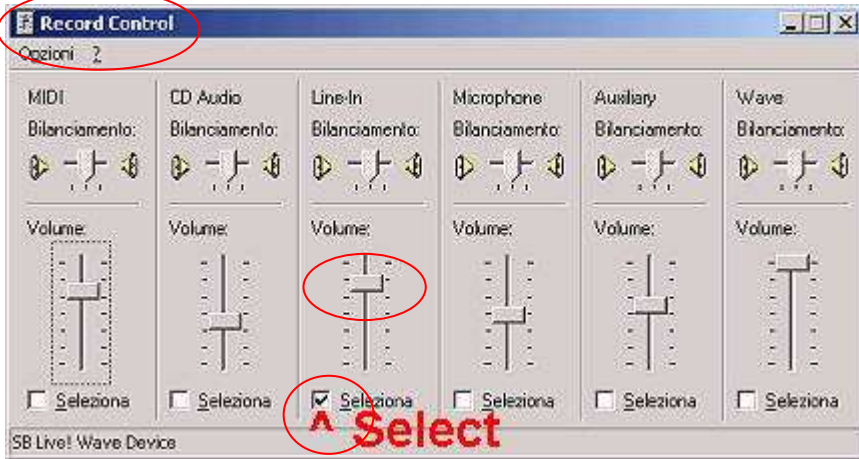 Record Control
Opzioni ?
MIDI CD Audio Line-In Microphone Auxiliary Wave
Bilanciamento: Bilanciamento: Bilanciamento: Bilanciamento: Bilanciamento: Bilanciamento:
Volume: Volume: Volume: Volume: Volume: Volume:
Seleziona Seleziona Seleziona Seleziona Seleziona Seleziona
^ Select
SB Live! Wave Device